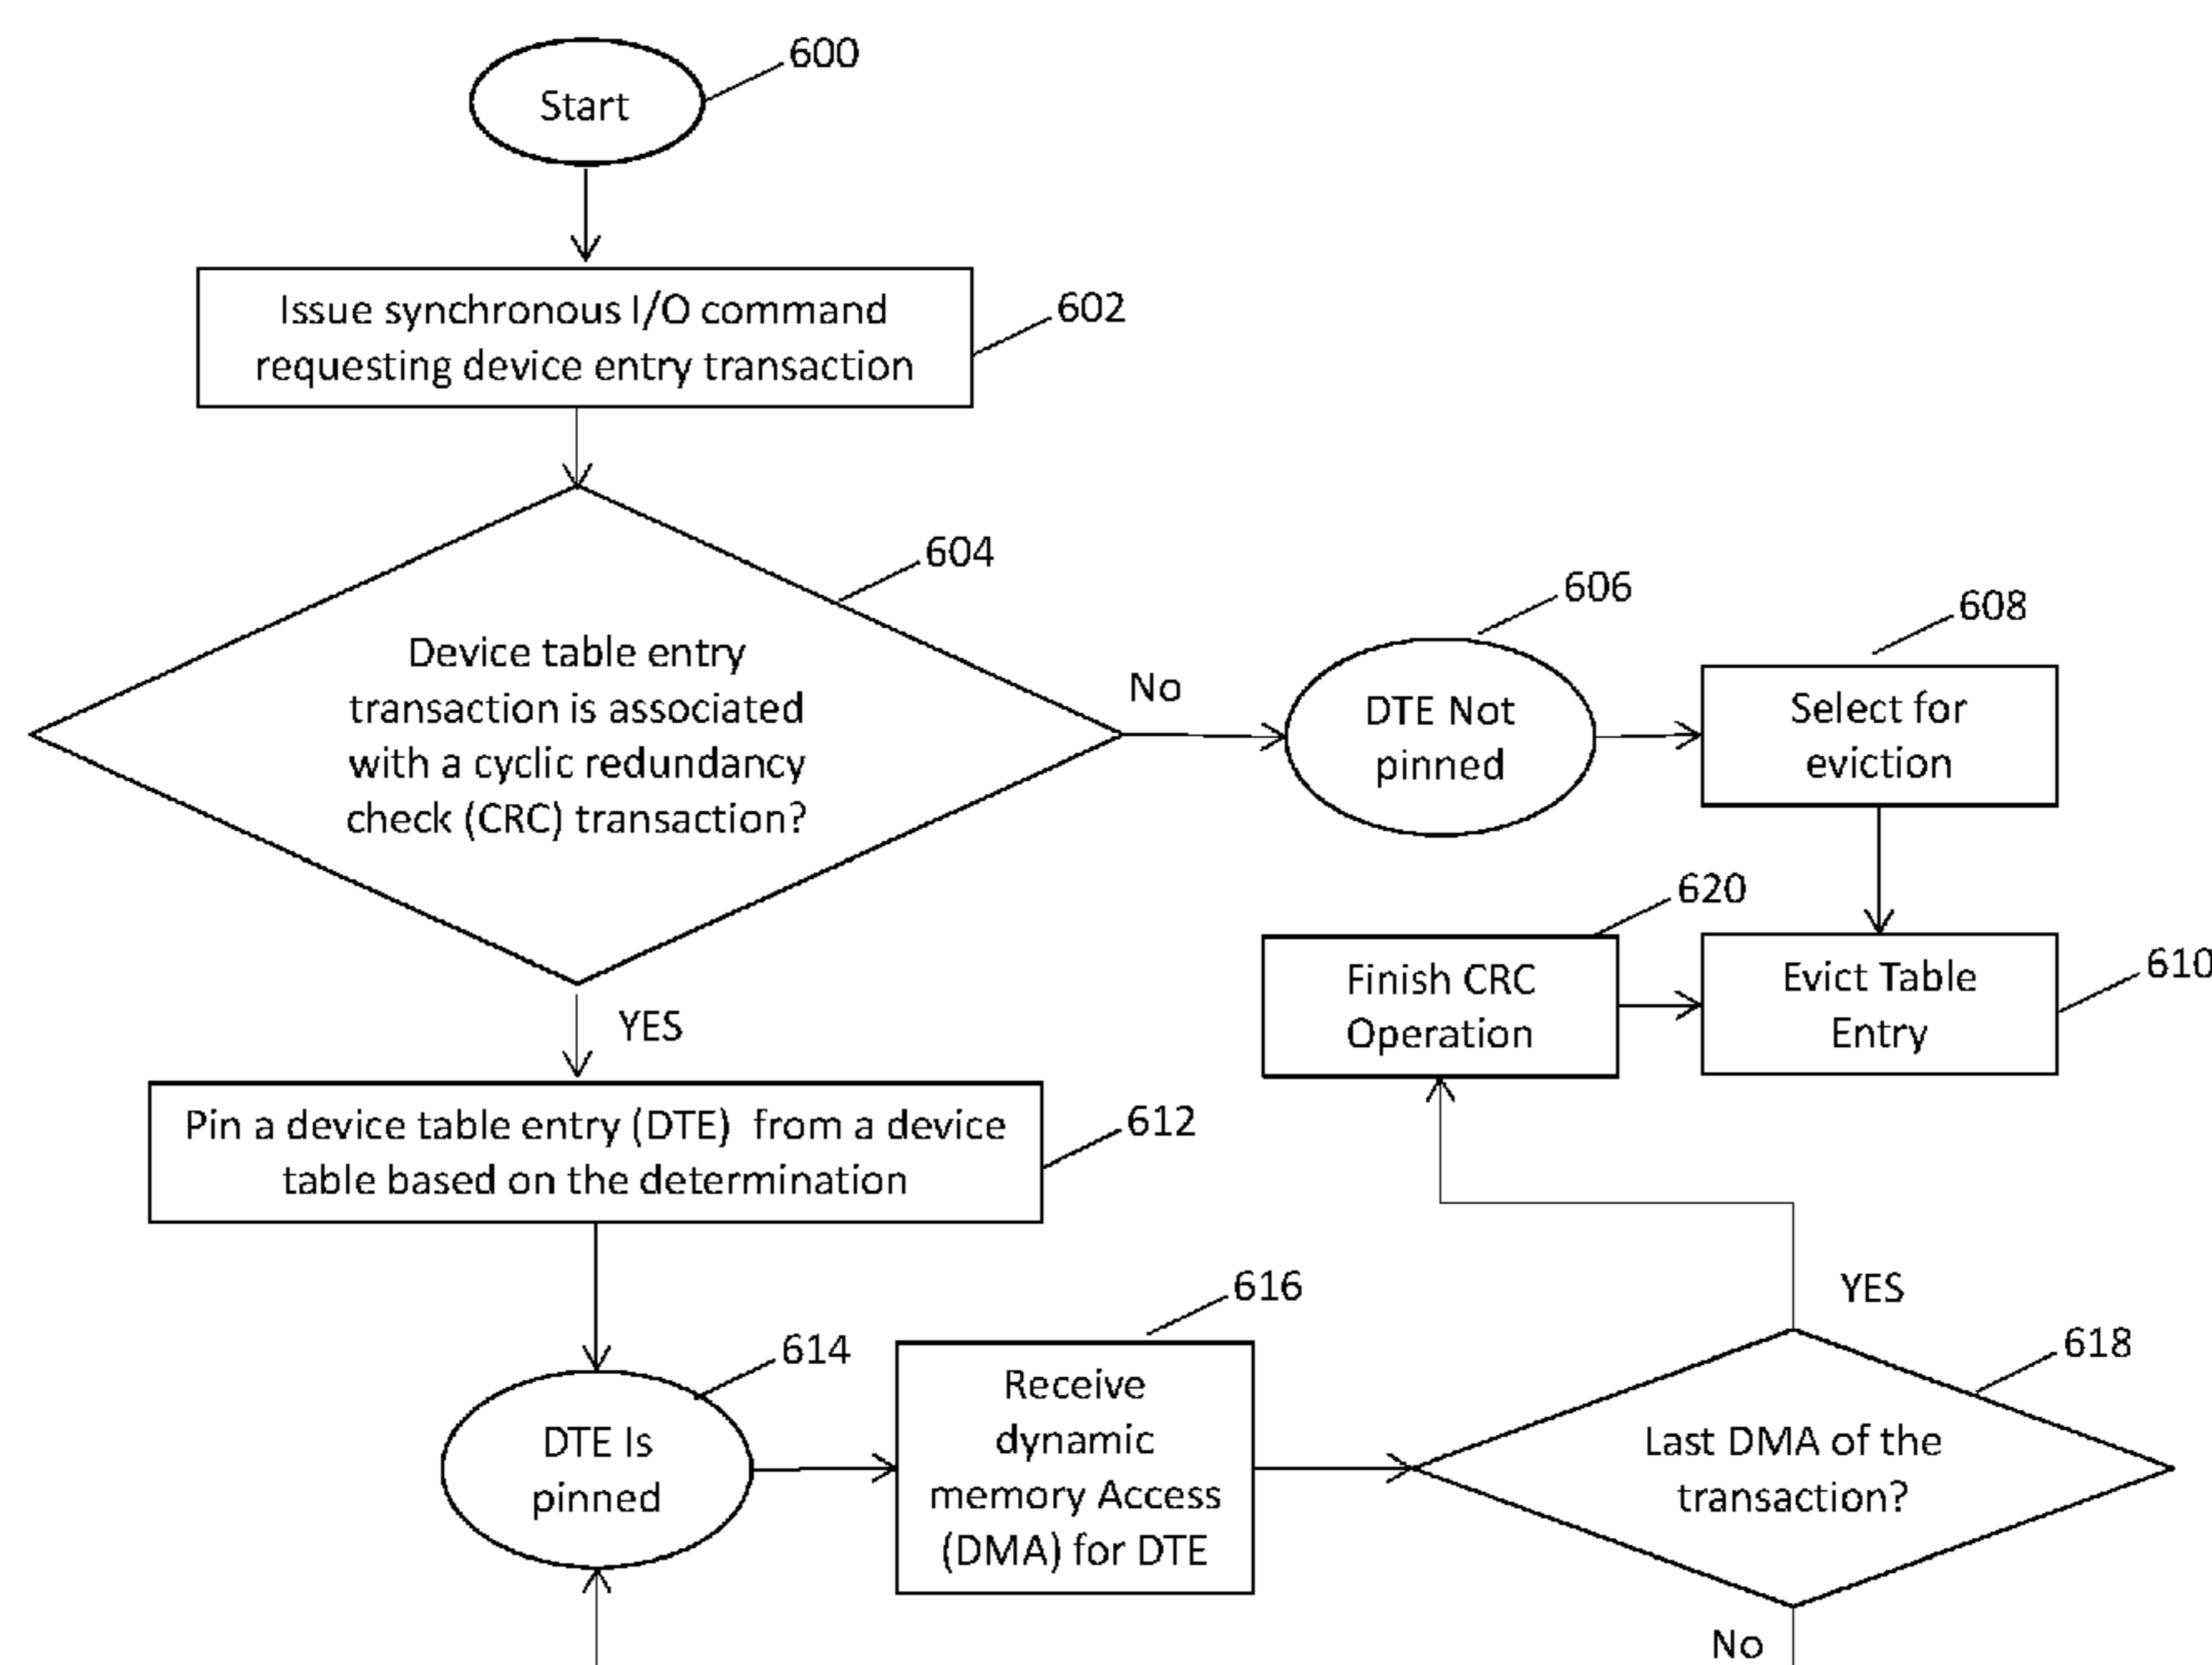 600
Start
Issue synchronous I/O command
requesting device entry transaction
602
604
Device table entry
transaction is associated
with a cyclic redundancy
check (CRC) transaction?
No
606
DTE Not
pinned
608
Select for
eviction
620
Finish CRC
Operation
Evict Table
Entry
610
YES
Pin a device table entry (DTE) from a device
table based on the determination
612
614
DTE Is
pinned
616
Receive
dynamic
memory Access
(DMA) for DTE
YES
618
Last DMA of the
transaction?
No